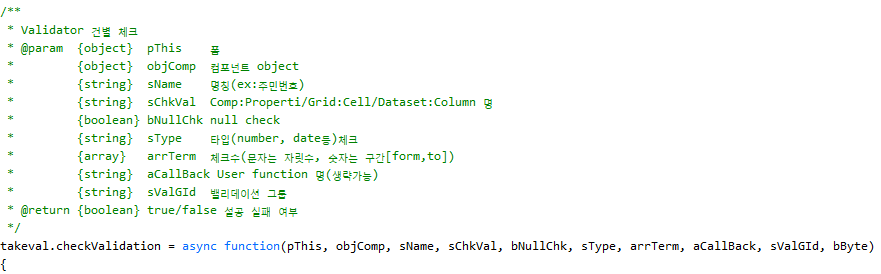 /**
 * Validator 건별 체크
 * @param  {object}  pThis    폼
 *         {object}  objComp  컴포넌트 object
 *         {string}  sName    명칭(ex:주민번호)
 *         {string}  sChkVal  Comp:Properti/Grid:Cell/Dataset:Column 명
 *         {boolean} bNullChk null check
 *         {string}  sType    타입(number, date등)체크
 *         {array}   arrTerm  체크수(문자는 자릿수, 숫자는 구간[form,to])
 *         {string}  aCallBack User function 명(생략가능)
 *         {string}  sValGId  밸리데이션 그룹
 * @return {boolean} true/false 성공 실패 여부
 */
takeval.checkValidation = async function(pThis, objComp, sName, sChkVal, bNullChk, sType, arrTerm, aCallBack, sValGId, bByte)
{